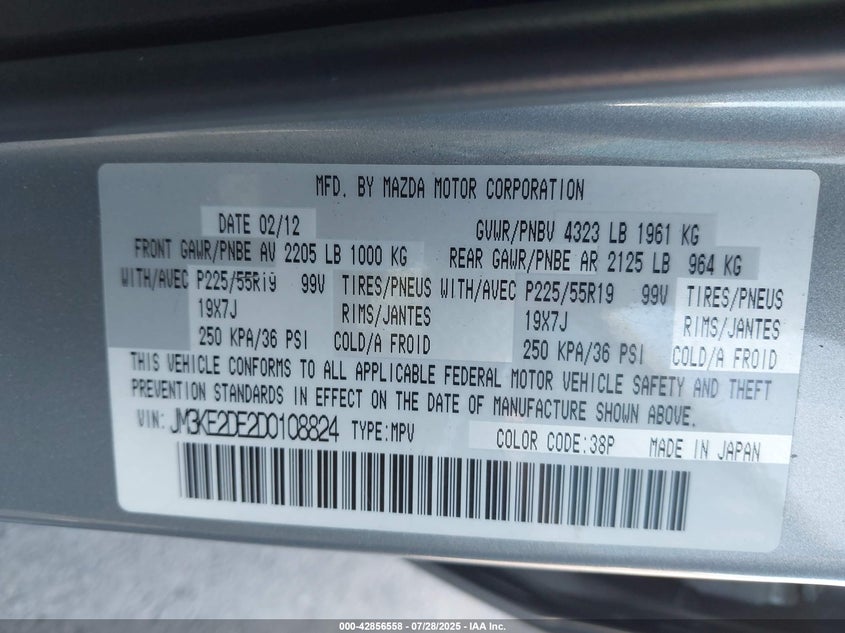 MFD. BY MAZDA MOTOR CORPORATION
DATE 02/12 GVWR/PNBV 4323 LB 1961 KG
FRONT GAWR/PNBE AV 2205 LB 1000 KG REAR GAWR/PNBE AR 2125 LB 964 KG
WITH/AVEC P225/55R19 99V TIRES/PNEUS WITH/AVEC P225/55R19 99V TIRES/PNEUS
19X7J RIMS/JANTES 19X7J RIMS/JANTES
250 KPA/36 PSI COLD/A FROID 250 KPA/36 PSI COLD/A FROID
THIS VEHICLE CONFORMS TO ALL APPLICABLE FEDERAL MOTOR VEHICLE SAFETY AND THEFT
PREVENTION STANDARDS IN EFFECT ON THE DATE OF MANUFACTURE SHOWN ABOVE.
VIN: JM3KE2DE2D0108824 TYPE:MPV COLOR CODE:38P MADE IN JAPAN
000-42856558 | 07/28/2025 - IAA Inc.